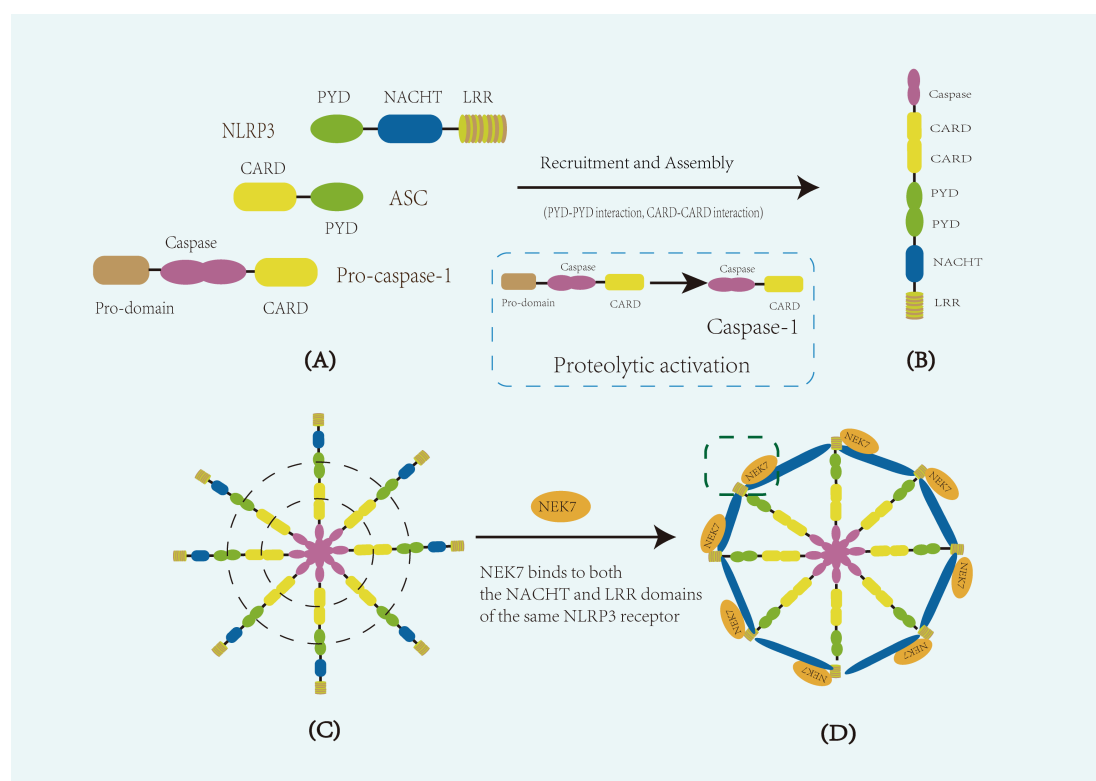 PYD NACHT LRR
NLRP3
CARD
ASC
PYD
Caspase
Pro-caspase-1
Pro-domain CARD
(A)
Recruitment and Assembly
(PYD-PYD interaction, CARD-CARD interaction)
Caspase Caspase
Pro-domain CARD CARD
Caspase-1
Proteolytic activation
Caspase
CARD
CARD
PYD
PYD
NACHT
LRR
(B)
(C)
NEK7
NEK7 binds to both
the NACHT and LRR domains
of the same NLRP3 receptor
NEK7
NEK7
NEK7
NEK7
NEK7
NEK7
NEK7
NEK7
(D)